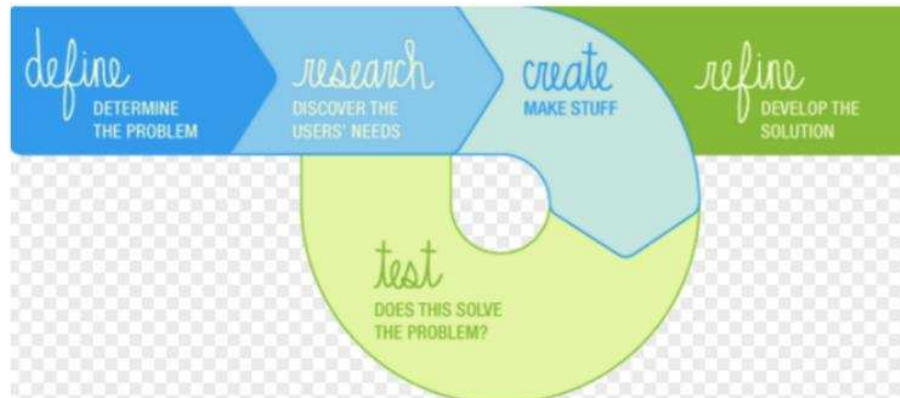 define
DETERMINE
THE PROBLEM
research
DISCOVER THE
USERS' NEEDS
create
MAKE STUFF
refine
DEVELOP THE
SOLUTION
test
DOES THIS SOLVE
THE PROBLEM?